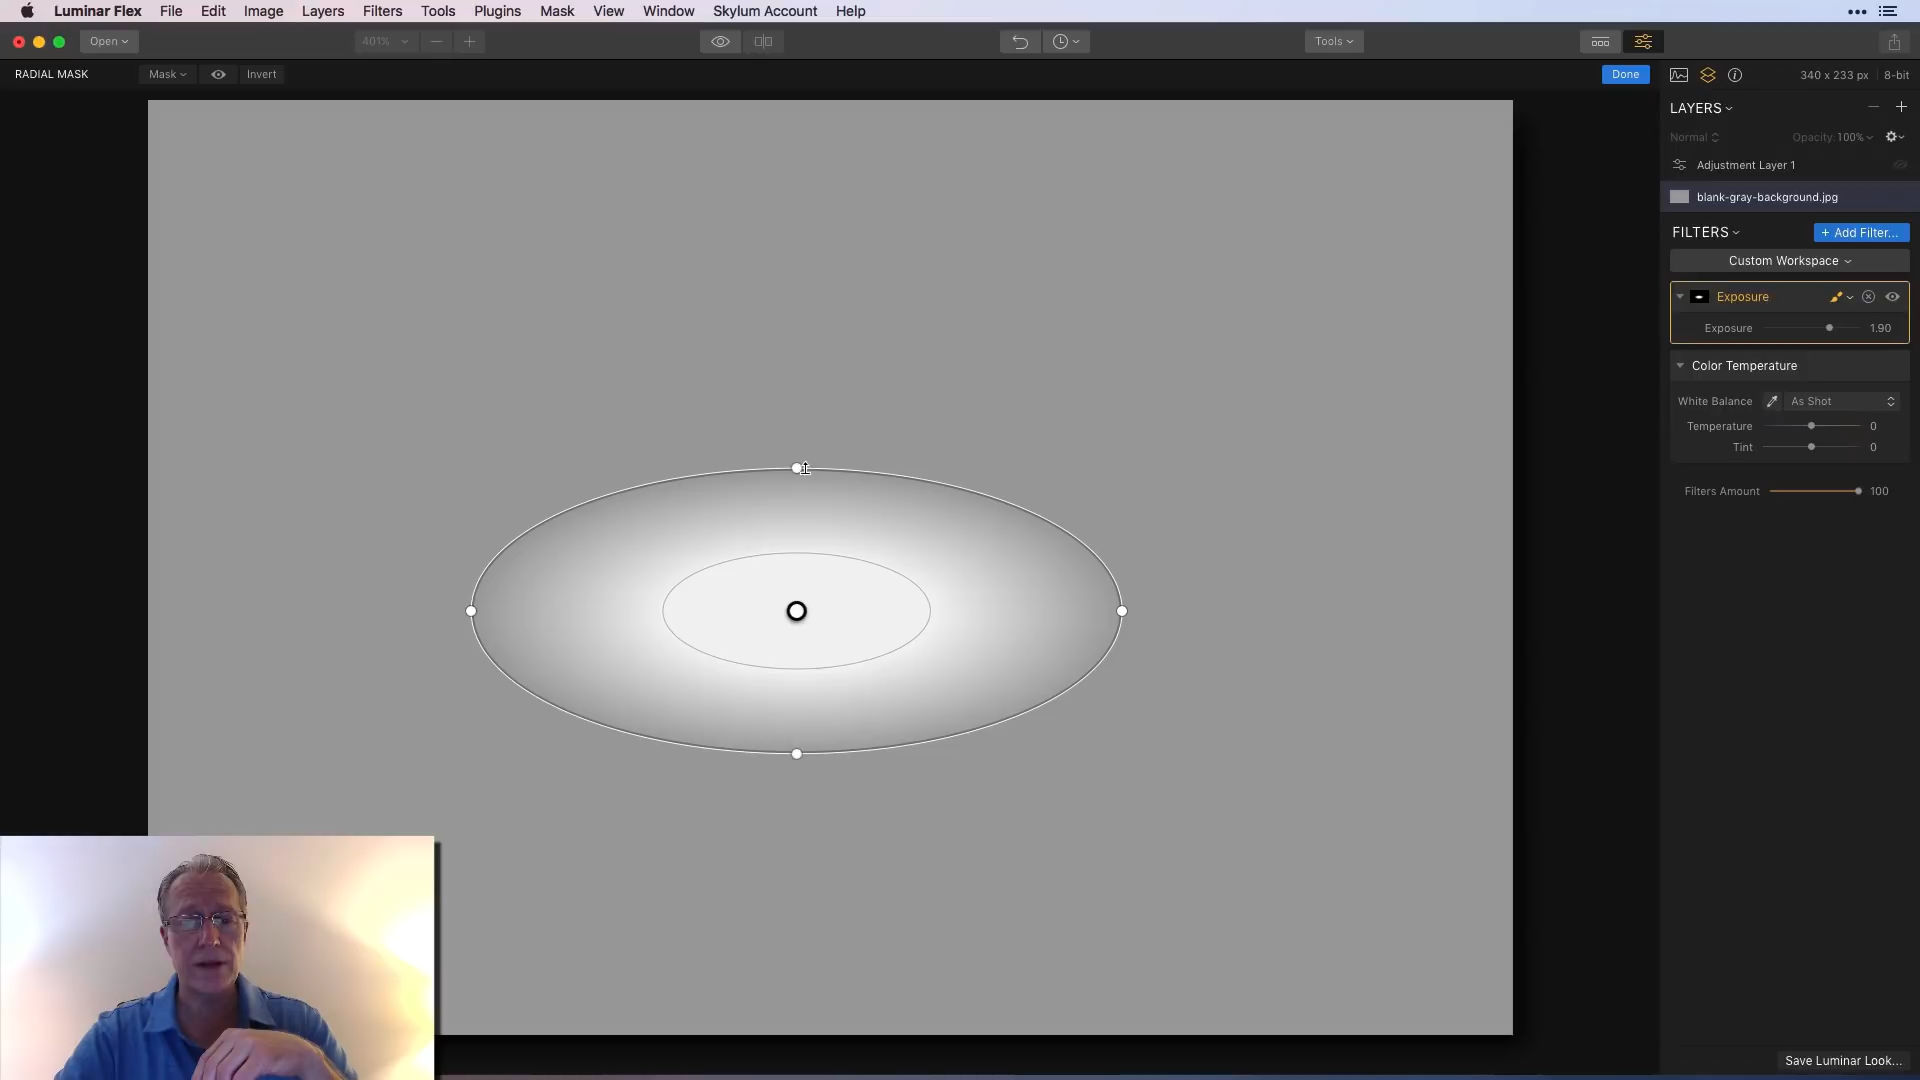 Luminar Flex File Edit Image Layers Filters Tools Plugins Mask View Window Skylum Account Help
Open 401% Tools
RADIAL MASK Mask Invert Done 340 x 233 px 8-bit
LAYERS
Normal Opacity: 100%
Adjustment Layer 1
blank-gray-background.jpg
FILTERS + Add Filter...
Custom Workspace
Exposure
Exposure 1.90
Color Temperature
White Balance As Shot
Temperature 0
Tint 0
Filters Amount 100
Save Luminar Look...